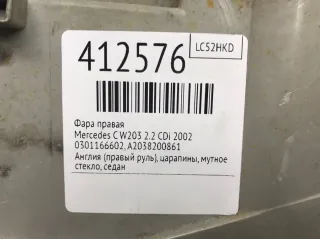 412576
LC52HKD
Фара правая
Mercedes C W203 2.2 CDi 2002
0301166602, A2038200861
Англия (правый руль), царапины, мутное
стекло, седан